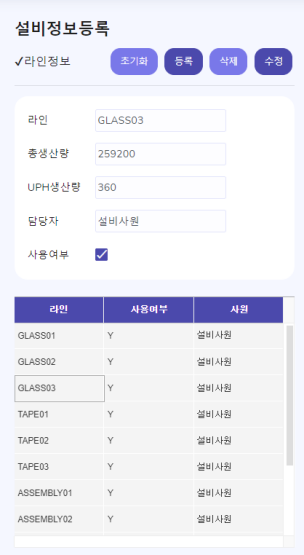 설비정보등록
✓라인정보 초기화 등록 삭제 수정
라인 GLASS03
총생산량 259200
UPH생산량 360
담당자 설비사원
사용여부
라인 사용여부 사원
GLASS01 Y 설비사원
GLASS02 Y 설비사원
GLASS03 Y 설비사원
TAPE01 Y 설비사원
TAPE02 Y 설비사원
TAPE03 Y 설비사원
ASSEMBLY01 Y 설비사원
ASSEMBLY02 Y 설비사원